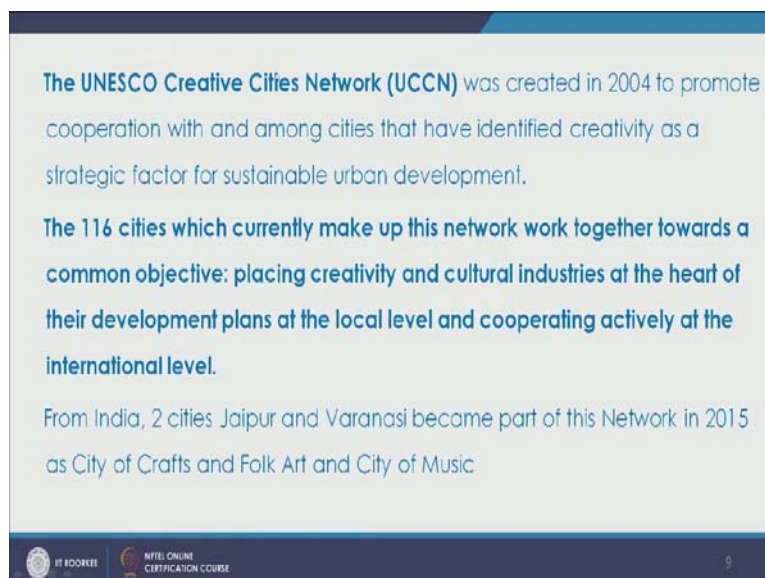 The UNESCO Creative Cities Network (UCCN) was created in 2004 to promote
cooperation with and among cities that have identified creativity as a
strategic factor for sustainable urban development.
The 116 cities which currently make up this network work together towards a
common objective: placing creativity and cultural industries at the heart of
their development plans at the local level and cooperating actively at the
international level.
From India, 2 cities Jaipur and Varanasi became part of this Network in 2015
as City of Crafts and Folk Art and City of Music
IIT ROORKEE
NPTEL ONLINE
CERTIFICATION COURSE
9